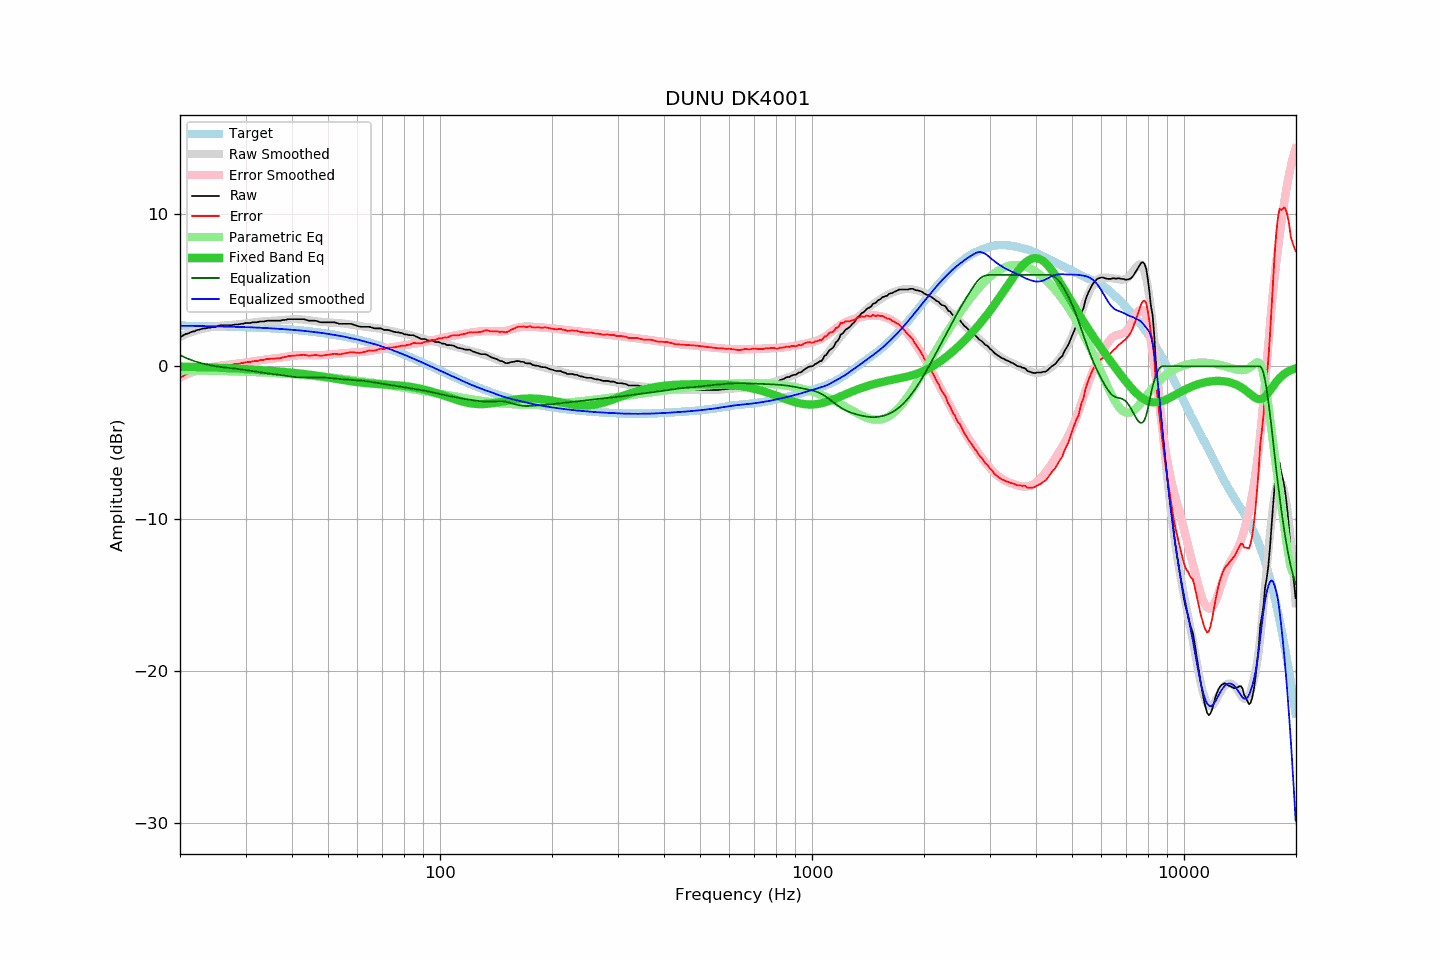 DUNU DK4001
Target
Raw Smoothed
Error Smoothed
Raw
Error
Parametric Eq
Fixed Band Eq
Equalization
Equalized smoothed
10
0
−10
−20
−30
Amplitude (dBr)
100
1000
10000
Frequency (Hz)